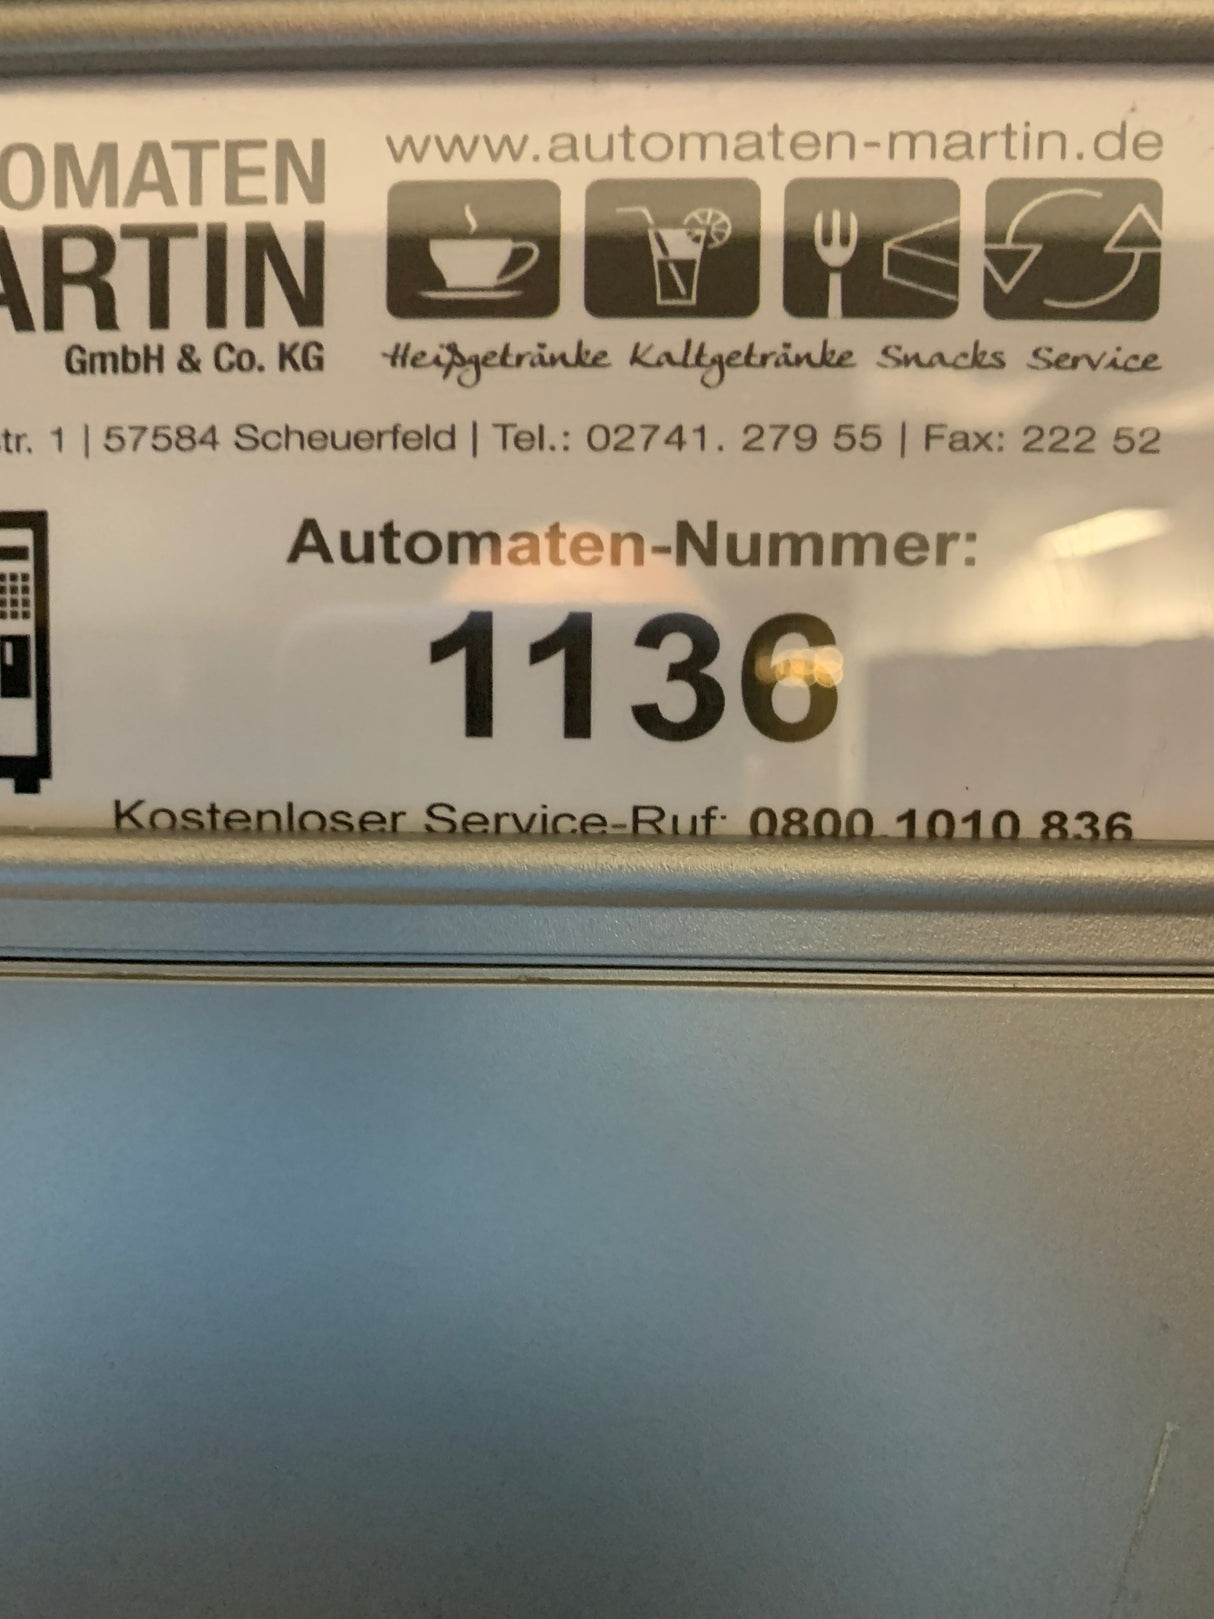 www.automaten-martin.de
OMATEN
ARTIN
GmbH & Co. KG
Heißgetränke Kaltgetränke Snacks Service
tr. 1 | 57584 Scheuerfeld | Tel.: 02741. 279 55 | Fax: 222 52
Automaten-Nummer:
1136
Kostenloser Service-Ruf: 0800 1010 836